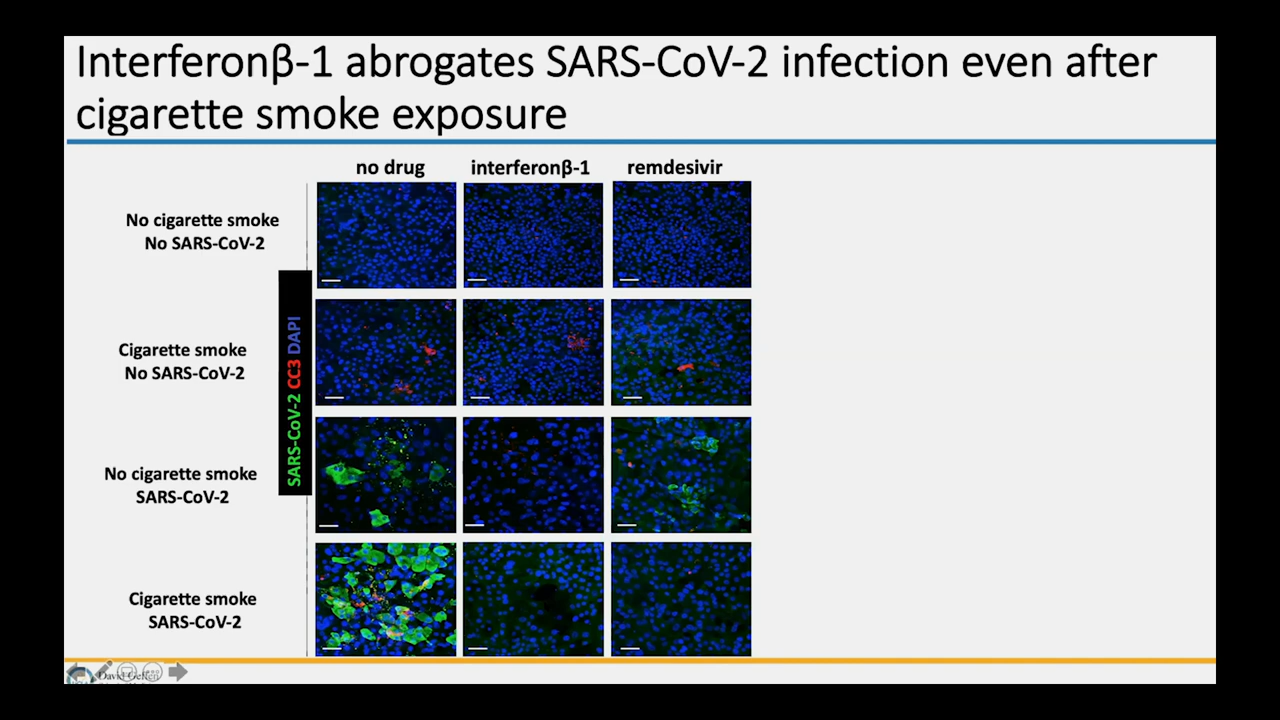 Interferonβ-1 abrogates SARS-CoV-2 infection even after
cigarette smoke exposure
no drug interferonβ-1 remdesivir
No cigarette smoke
No SARS-CoV-2
Cigarette smoke
No SARS-CoV-2
SARS-CoV-2 CC3 DAPI
No cigarette smoke
SARS-CoV-2
Cigarette smoke
SARS-CoV-2
David Geffen